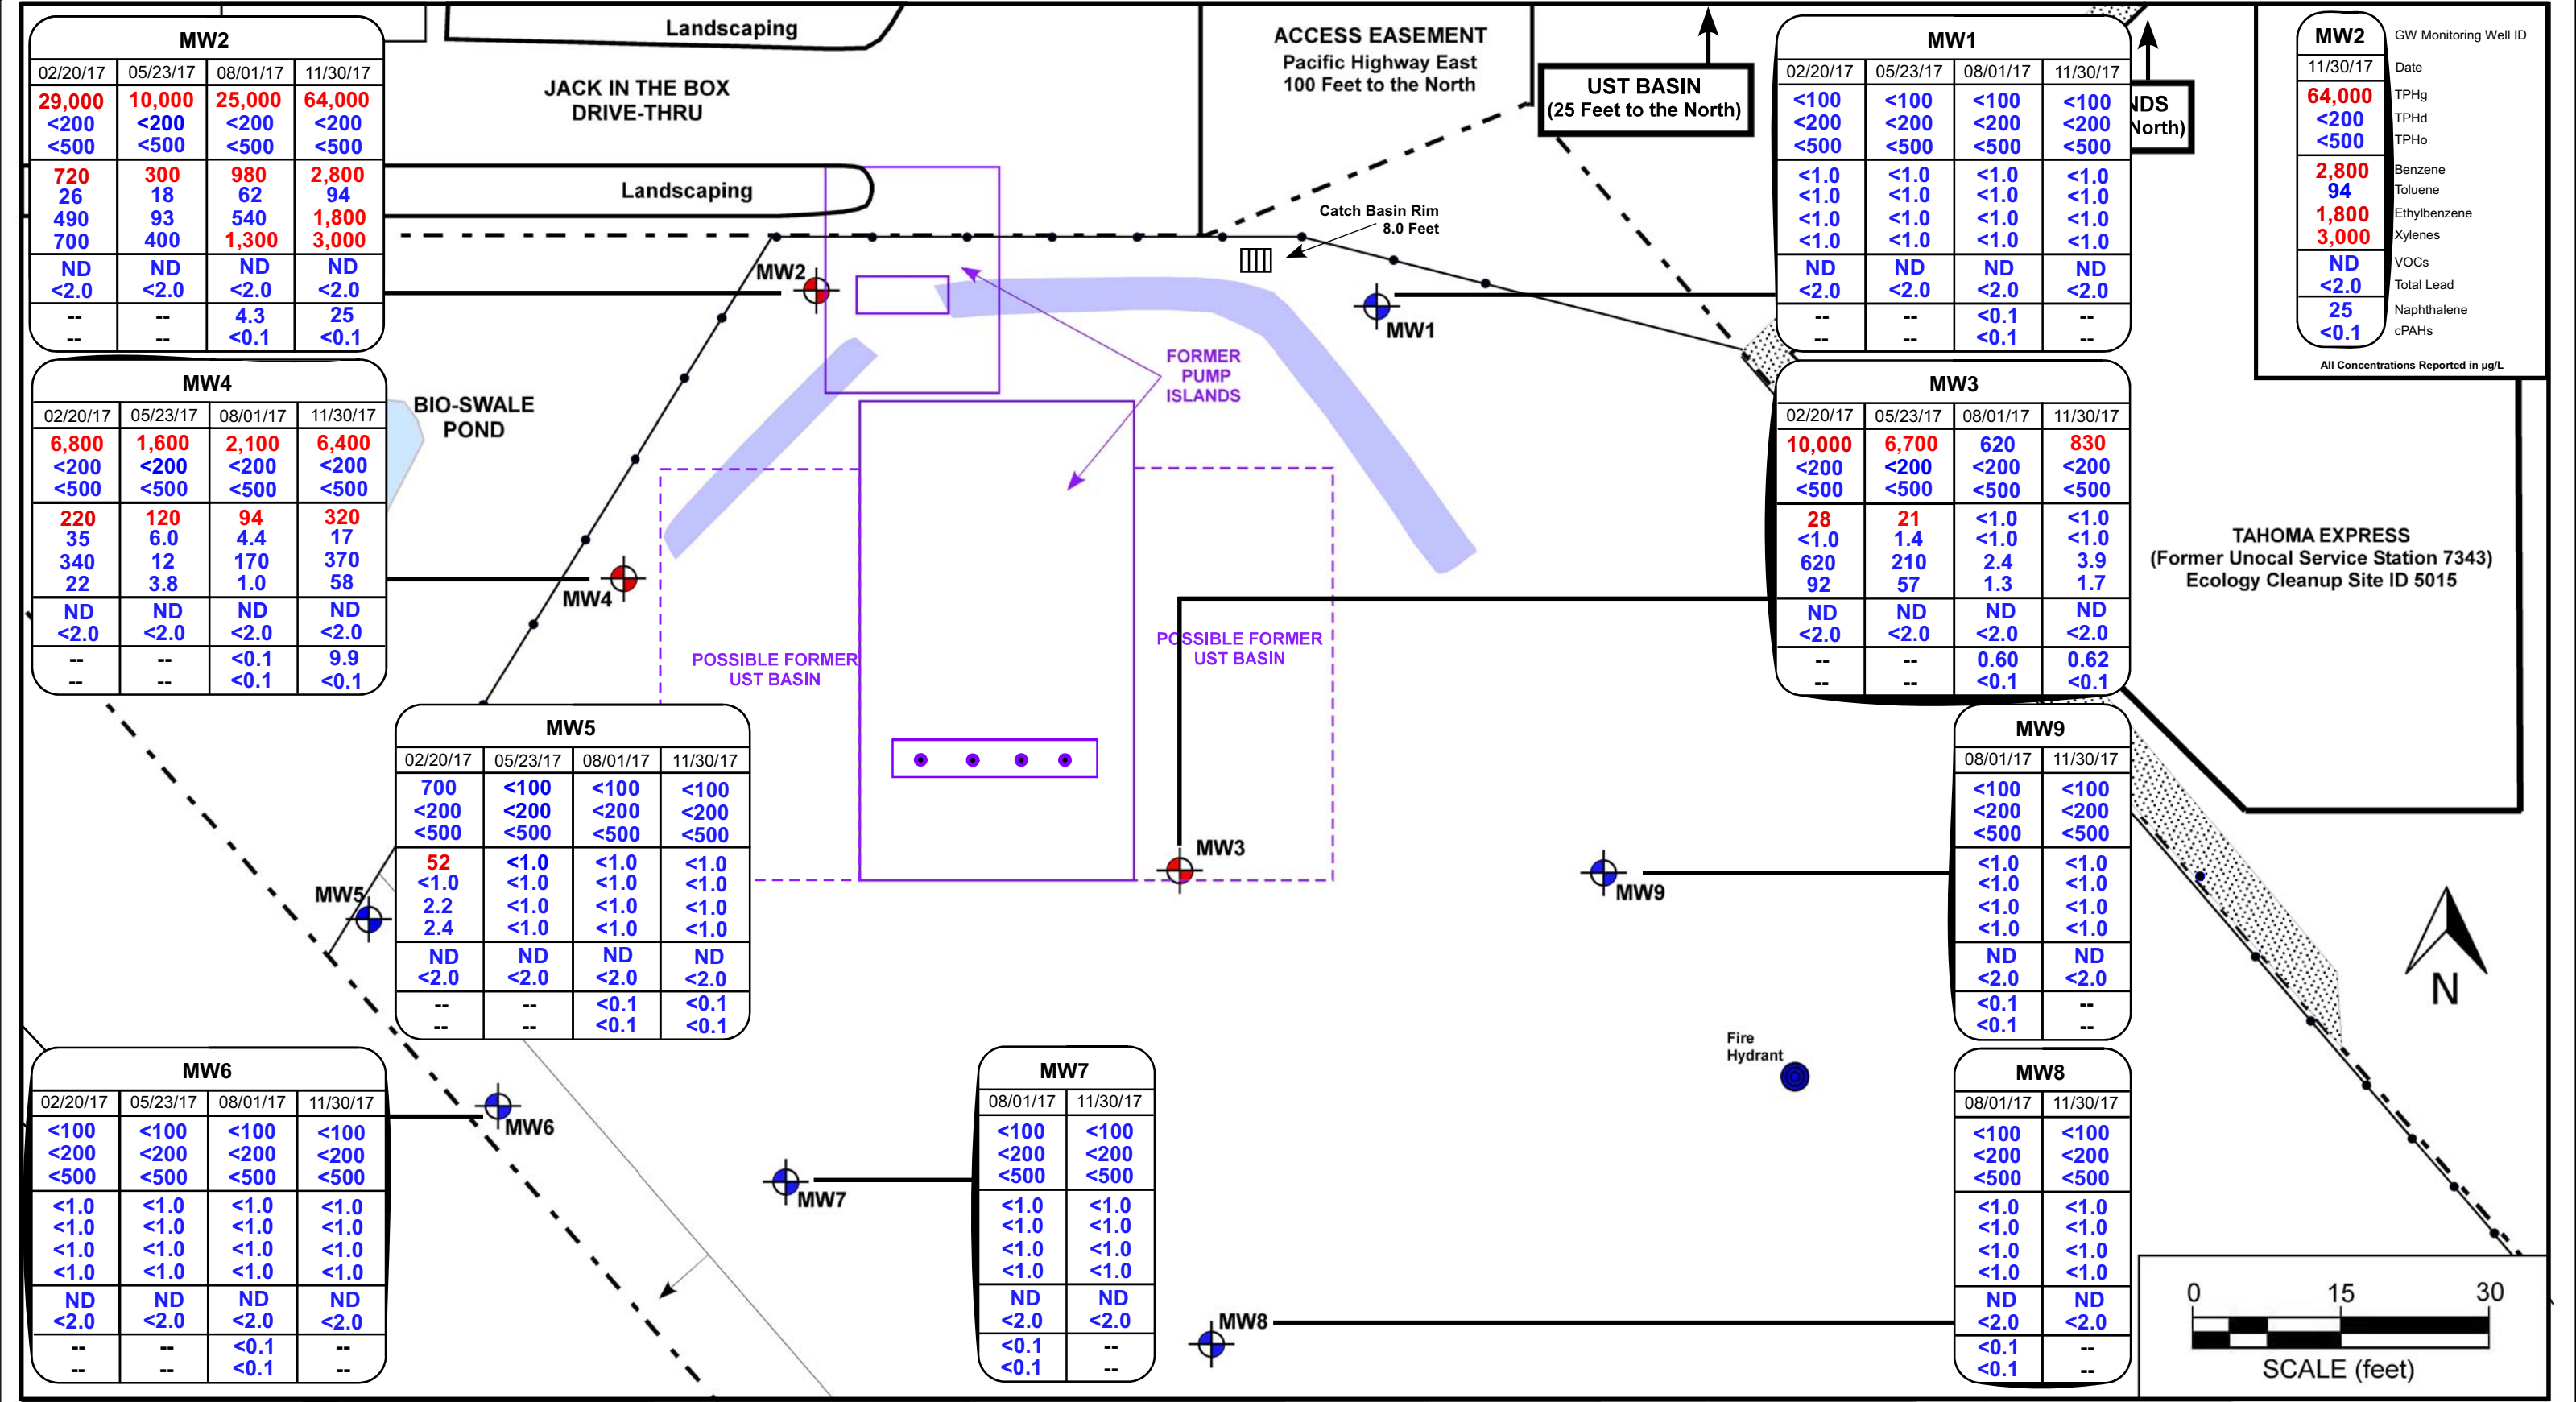 Landscaping
JACK IN THE BOX
DRIVE-THRU
Landscaping
ACCESS EASEMENT
Pacific Highway East
100 Feet to the North
UST BASIN
(25 Feet to the North)
NDS
North)
Catch Basin Rim
8.0 Feet
MW2
02/20/17 05/23/17 08/01/17 11/30/17
29,000 10,000 25,000 64,000
<200 <200 <200 <200
<500 <500 <500 <500
720 300 980 2,800
26 18 62 94
490 93 540 1,800
700 400 1,300 3,000
ND ND ND ND
<2.0 <2.0 <2.0 <2.0
-- -- 4.3 25
-- -- <0.1 <0.1
MW1
02/20/17 05/23/17 08/01/17 11/30/17
<100 <100 <100 <100
<200 <200 <200 <200
<500 <500 <500 <500
<1.0 <1.0 <1.0 <1.0
<1.0 <1.0 <1.0 <1.0
<1.0 <1.0 <1.0 <1.0
<1.0 <1.0 <1.0 <1.0
ND ND ND ND
<2.0 <2.0 <2.0 <2.0
-- -- <0.1 --
-- -- <0.1 --
MW2 GW Monitoring Well ID
11/30/17 Date
64,000 TPHg
<200 TPHd
<500 TPHo
2,800 Benzene
94 Toluene
1,800 Ethylbenzene
3,000 Xylenes
ND VOCs
<2.0 Total Lead
25 Naphthalene
<0.1 cPAHs
All Concentrations Reported in µg/L
MW2
MW1
FORMER
PUMP
ISLANDS
MW4
02/20/17 05/23/17 08/01/17 11/30/17
6,800 1,600 2,100 6,400
<200 <200 <200 <200
<500 <500 <500 <500
220 120 94 320
35 6.0 4.4 17
340 12 170 370
22 3.8 1.0 58
ND ND ND ND
<2.0 <2.0 <2.0 <2.0
-- -- <0.1 9.9
-- -- <0.1 <0.1
BIO-SWALE
POND
MW4
MW3
02/20/17 05/23/17 08/01/17 11/30/17
10,000 6,700 620 830
<200 <200 <200 <200
<500 <500 <500 <500
28 21 <1.0 <1.0
<1.0 1.4 <1.0 <1.0
620 210 2.4 3.9
92 57 1.3 1.7
ND ND ND ND
<2.0 <2.0 <2.0 <2.0
-- -- 0.60 0.62
-- -- <0.1 <0.1
TAHOMA EXPRESS
(Former Unocal Service Station 7343)
Ecology Cleanup Site ID 5015
POSSIBLE FORMER
UST BASIN
POSSIBLE FORMER
UST BASIN
MW5
02/20/17 05/23/17 08/01/17 11/30/17
700 <100 <100 <100
<200 <200 <200 <200
<500 <500 <500 <500
52 <1.0 <1.0 <1.0
<1.0 <1.0 <1.0 <1.0
2.2 <1.0 <1.0 <1.0
2.4 <1.0 <1.0 <1.0
ND ND ND ND
<2.0 <2.0 <2.0 <2.0
-- -- <0.1 <0.1
-- -- <0.1 <0.1
MW5
MW3
MW9
MW9
08/01/17 11/30/17
<100 <100
<200 <200
<500 <500
<1.0 <1.0
<1.0 <1.0
<1.0 <1.0
<1.0 <1.0
ND ND
<2.0 <2.0
<0.1 --
<0.1 --
N
MW6
02/20/17 05/23/17 08/01/17 11/30/17
<100 <100 <100 <100
<200 <200 <200 <200
<500 <500 <500 <500
<1.0 <1.0 <1.0 <1.0
<1.0 <1.0 <1.0 <1.0
<1.0 <1.0 <1.0 <1.0
<1.0 <1.0 <1.0 <1.0
ND ND ND ND
<2.0 <2.0 <2.0 <2.0
-- -- <0.1 --
-- -- <0.1 --
MW6
MW7
MW7
08/01/17 11/30/17
<100 <100
<200 <200
<500 <500
<1.0 <1.0
<1.0 <1.0
<1.0 <1.0
<1.0 <1.0
ND ND
<2.0 <2.0
<0.1 --
<0.1 --
Fire
Hydrant
MW8
MW8
08/01/17 11/30/17
<100 <100
<200 <200
<500 <500
<1.0 <1.0
<1.0 <1.0
<1.0 <1.0
<1.0 <1.0
ND ND
<2.0 <2.0
<0.1 --
<0.1 --
0 15 30
SCALE (feet)